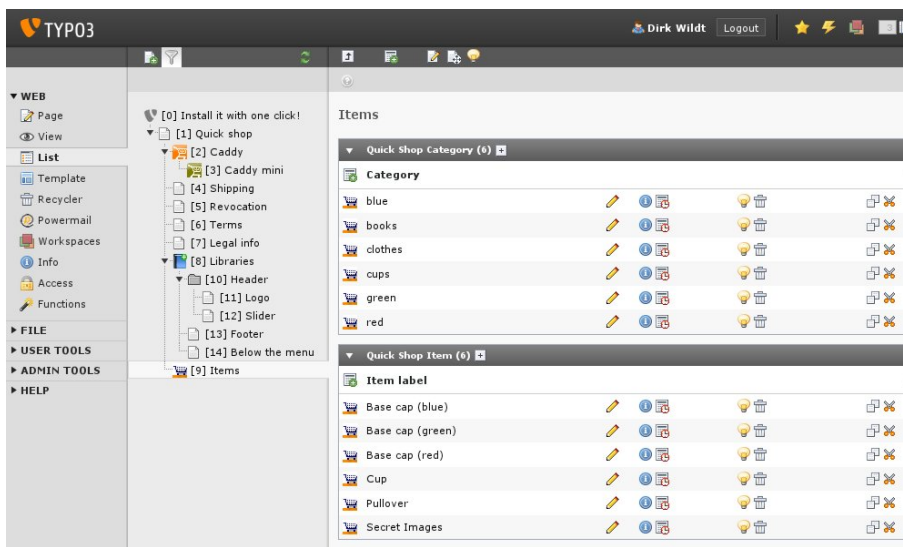 TYPO3
Dirk Wildt
Logout
WEB
Page
View
List
Template
Recycler
Powermail
Workspaces
Info
Access
Functions
FILE
USER TOOLS
ADMIN TOOLS
HELP
[0] Install it with one click!
[1] Quick shop
[2] Caddy
[3] Caddy mini
[4] Shipping
[5] Revocation
[6] Terms
[7] Legal info
[8] Libraries
[10] Header
[11] Logo
[12] Slider
[13] Footer
[14] Below the menu
[9] Items
Items
Quick Shop Category (6)
Category
blue
books
clothes
cups
green
red
Quick Shop Item (6)
Item label
Base cap (blue)
Base cap (green)
Base cap (red)
Cup
Pullover
Secret Images